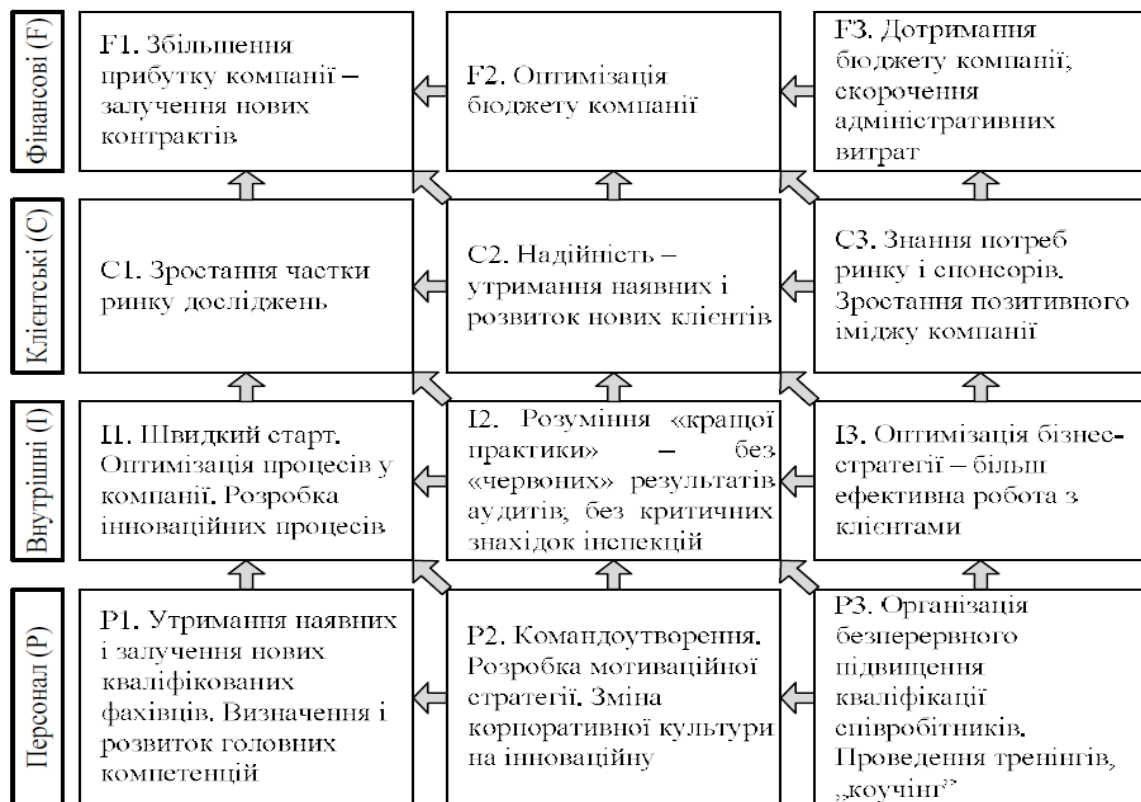 Фінансові (F)
F1. Збільшення
прибутку компанії –
залучення нових
контрактів
F2. Оптимізація
бюджету компанії
F3. Дотримання
бюджету компанії;
скорочення
адміністративних
витрат
Клієнтські (C)
C1. Зростання частки
ринку досліджень
C2. Надійність –
утримання наявних і
розвиток нових клієнтів
C3. Знання потреб
ринку і спонсорів.
Зростання позитивного
іміджу компанії
Внутрішні (I)
I1. Швидкий старт.
Оптимізація процесів у
компанії. Розробка
інноваційних процесів
I2. Розуміння «кращої
практики» – без
«червоних» результатів
аудитів; без критичних
знахідок інспекцій
I3. Оптимізація бізнес-
стратегії – більш
ефективна робота з
клієнтами
Персонал (P)
P1. Утримання наявних
і залучення нових
кваліфікованих
фахівців. Визначення і
розвиток головних
компетенцій
P2. Командоутворення.
Розробка мотиваційної
стратегії. Зміна
корпоративної культури
на інноваційну
P3. Організація
безперервного
підвищення
кваліфікації
співробітників.
Проведення тренінгів,
„коучінг”